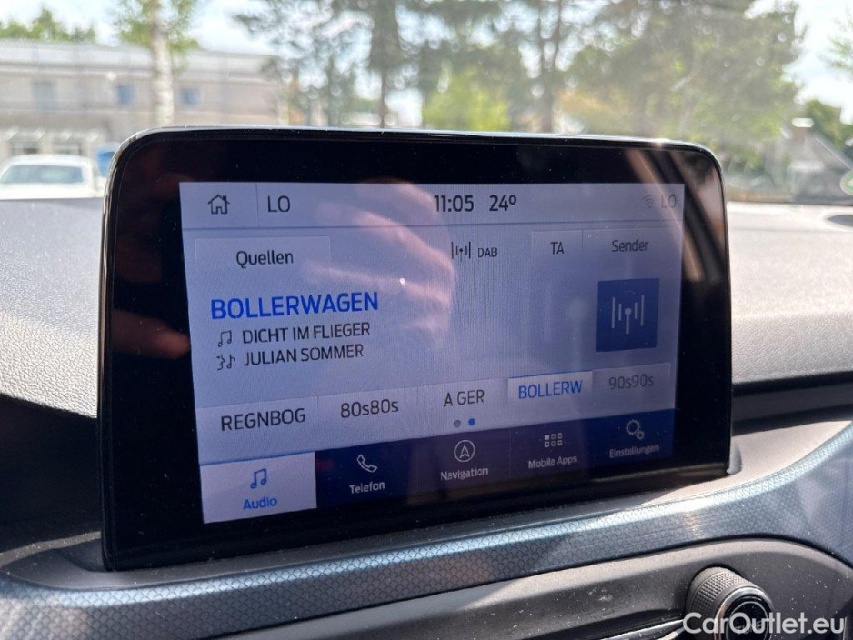 LO 11:05 24° LO
Quellen DAB TA Sender
BOLLERWAGEN
DICHT IM FLIEGER
JULIAN SOMMER
REGNBOG 80s80s A GER BOLLERW 90s90s
Audio Telefon Navigation Mobile Apps Einstellungen
CarOutlet.eu